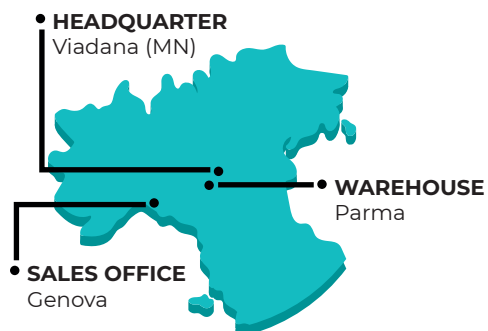 HEADQUARTER
Viadana (MN)
WAREHOUSE
Parma
SALES OFFICE
Genova